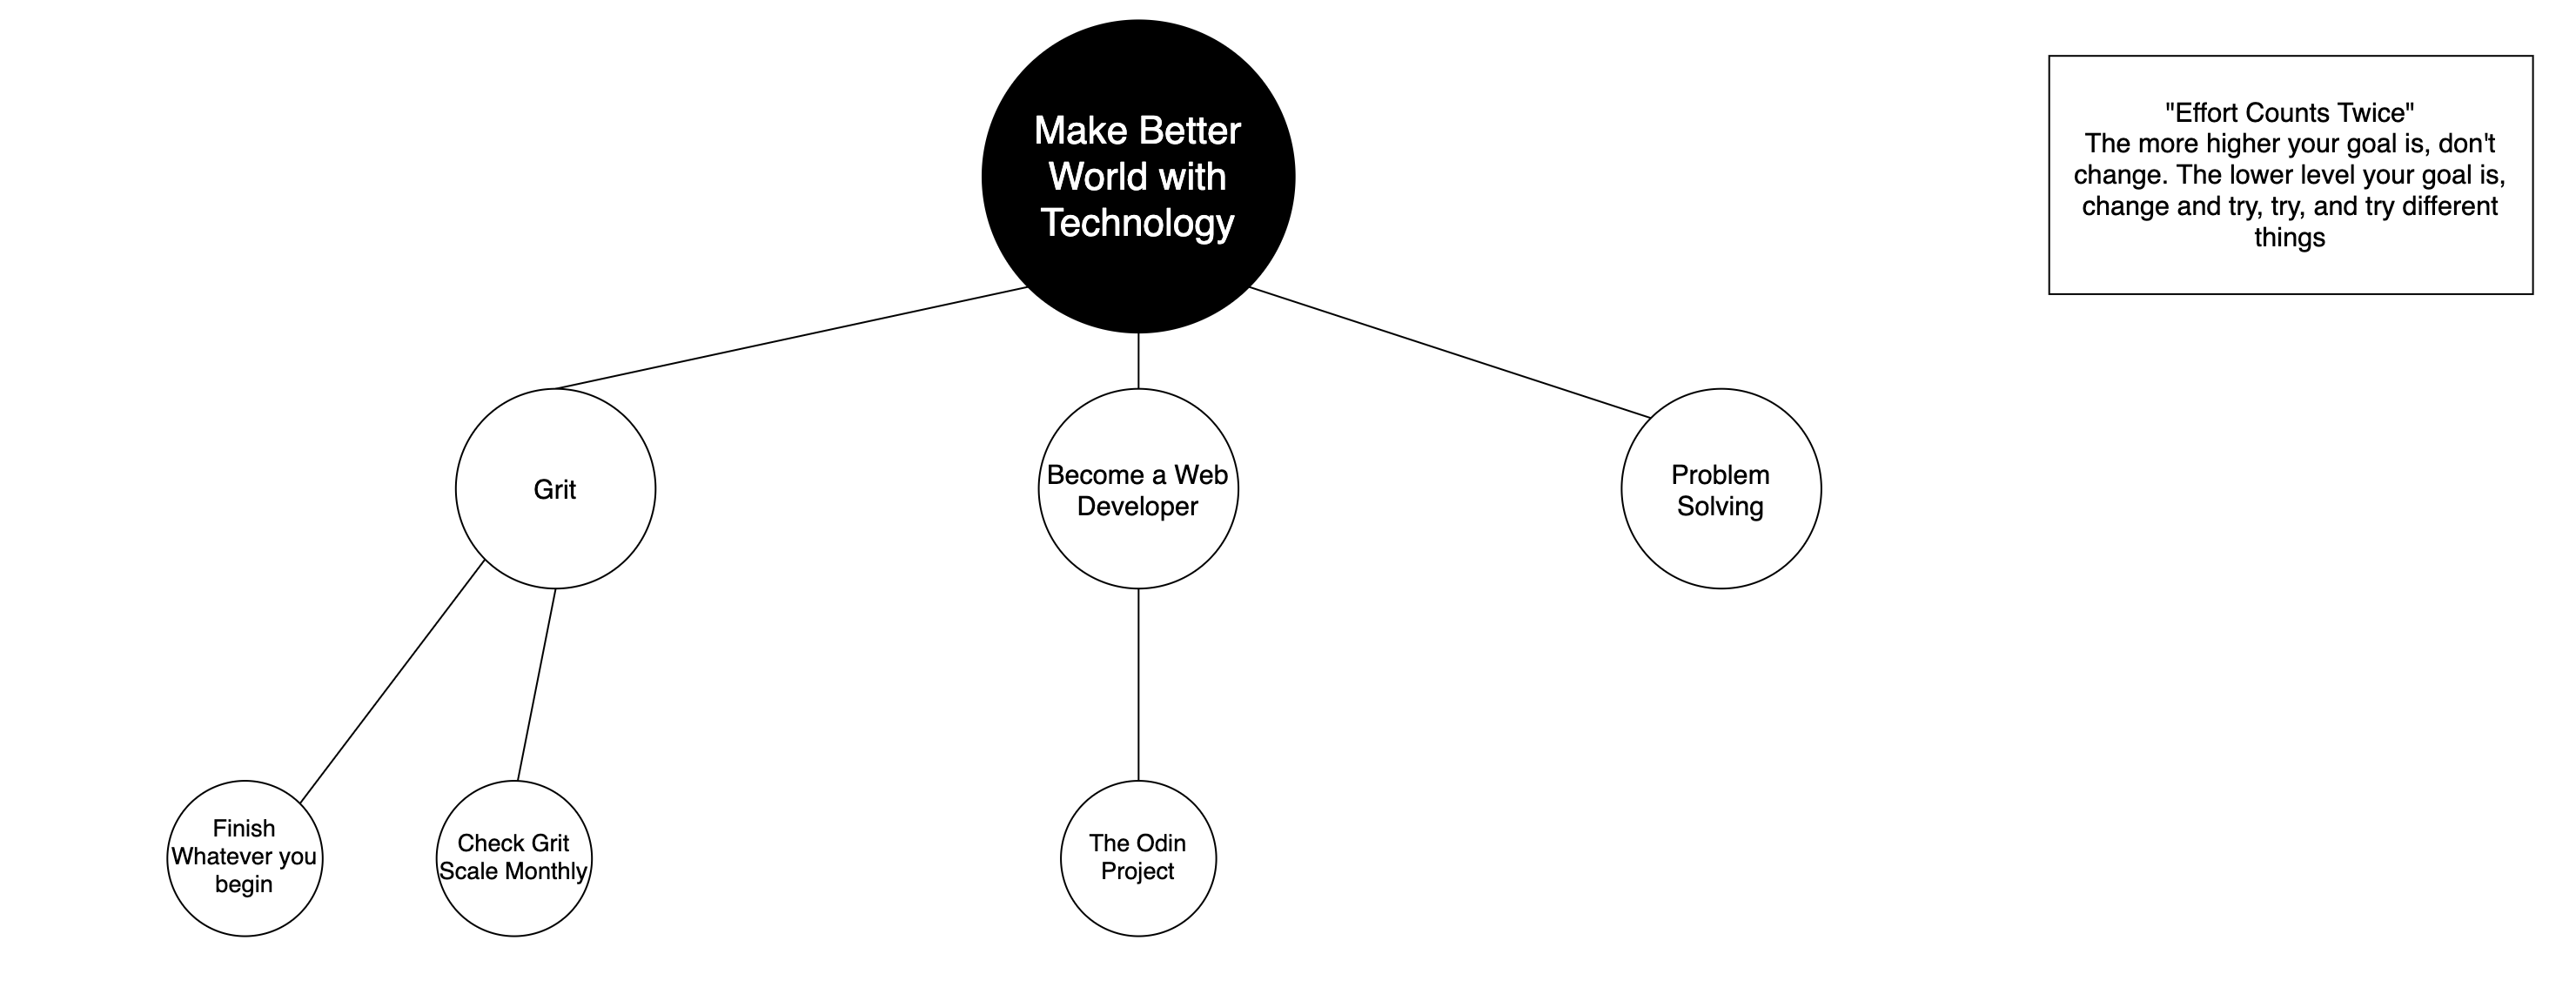 Make Better
World with
Technology
"Effort Counts Twice"
The more higher your goal is, don't
change. The lower level your goal is,
change and try, try, and try different
things
Grit
Become a Web
Developer
Problem
Solving
Finish
Whatever you
begin
Check Grit
Scale Monthly
The Odin
Project